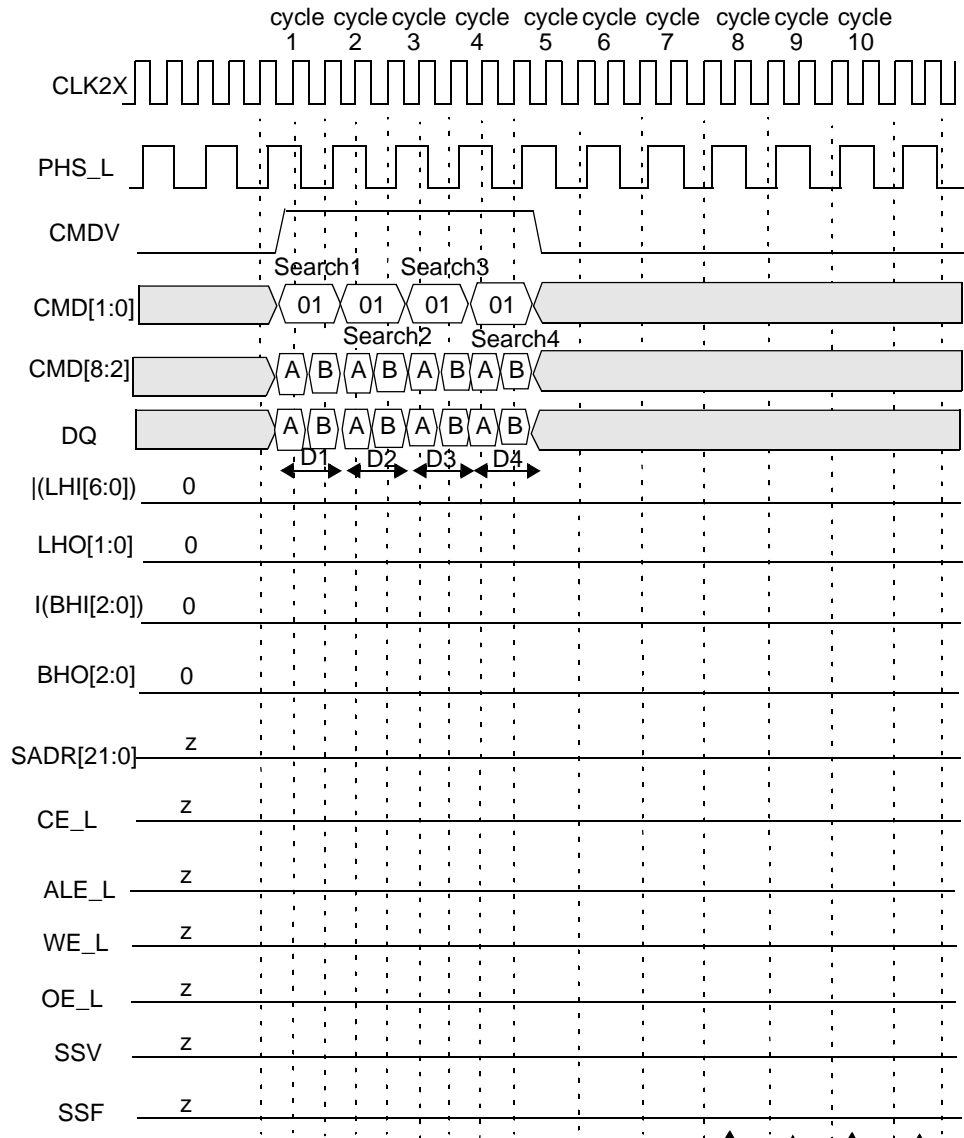 cycle cycle cycle cycle cycle cycle cycle cycle cycle cycle
1 2 3 4 5 6 7 8 9 10
CLK2X
PHS_L
CMDV
Search1 Search3
CMD[1:0] 01 01 01 01
Search2 Search4
CMD[8:2] A B A B A B A B
DQ A B A B A B A B
D1 D2 D3 D4
|(LHI[6:0]) 0
LHO[1:0] 0
I(BHI[2:0]) 0
BHO[2:0] 0
SADR[21:0] z
CE_L z
ALE_L z
WE_L z
OE_L z
SSV z
SSF z